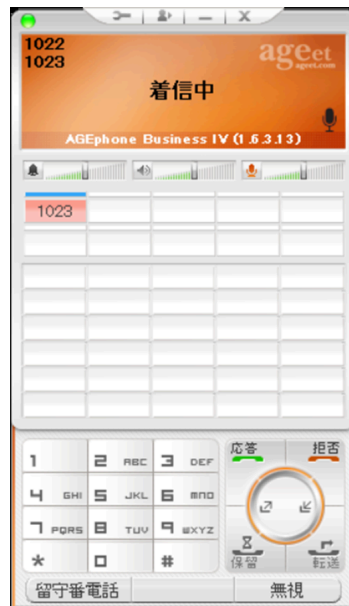 1022
1023
ageet
ageet.com
着信中
AGEphone Business IV (1.6.3.13)
1023
応答
拒否
1
2 ABC
3 DEF
4 GHI
5 JKL
6 MNO
7 PQRS
8 TUV
9 WXYZ
*
0
#
保留
転送
留守番電話
無視